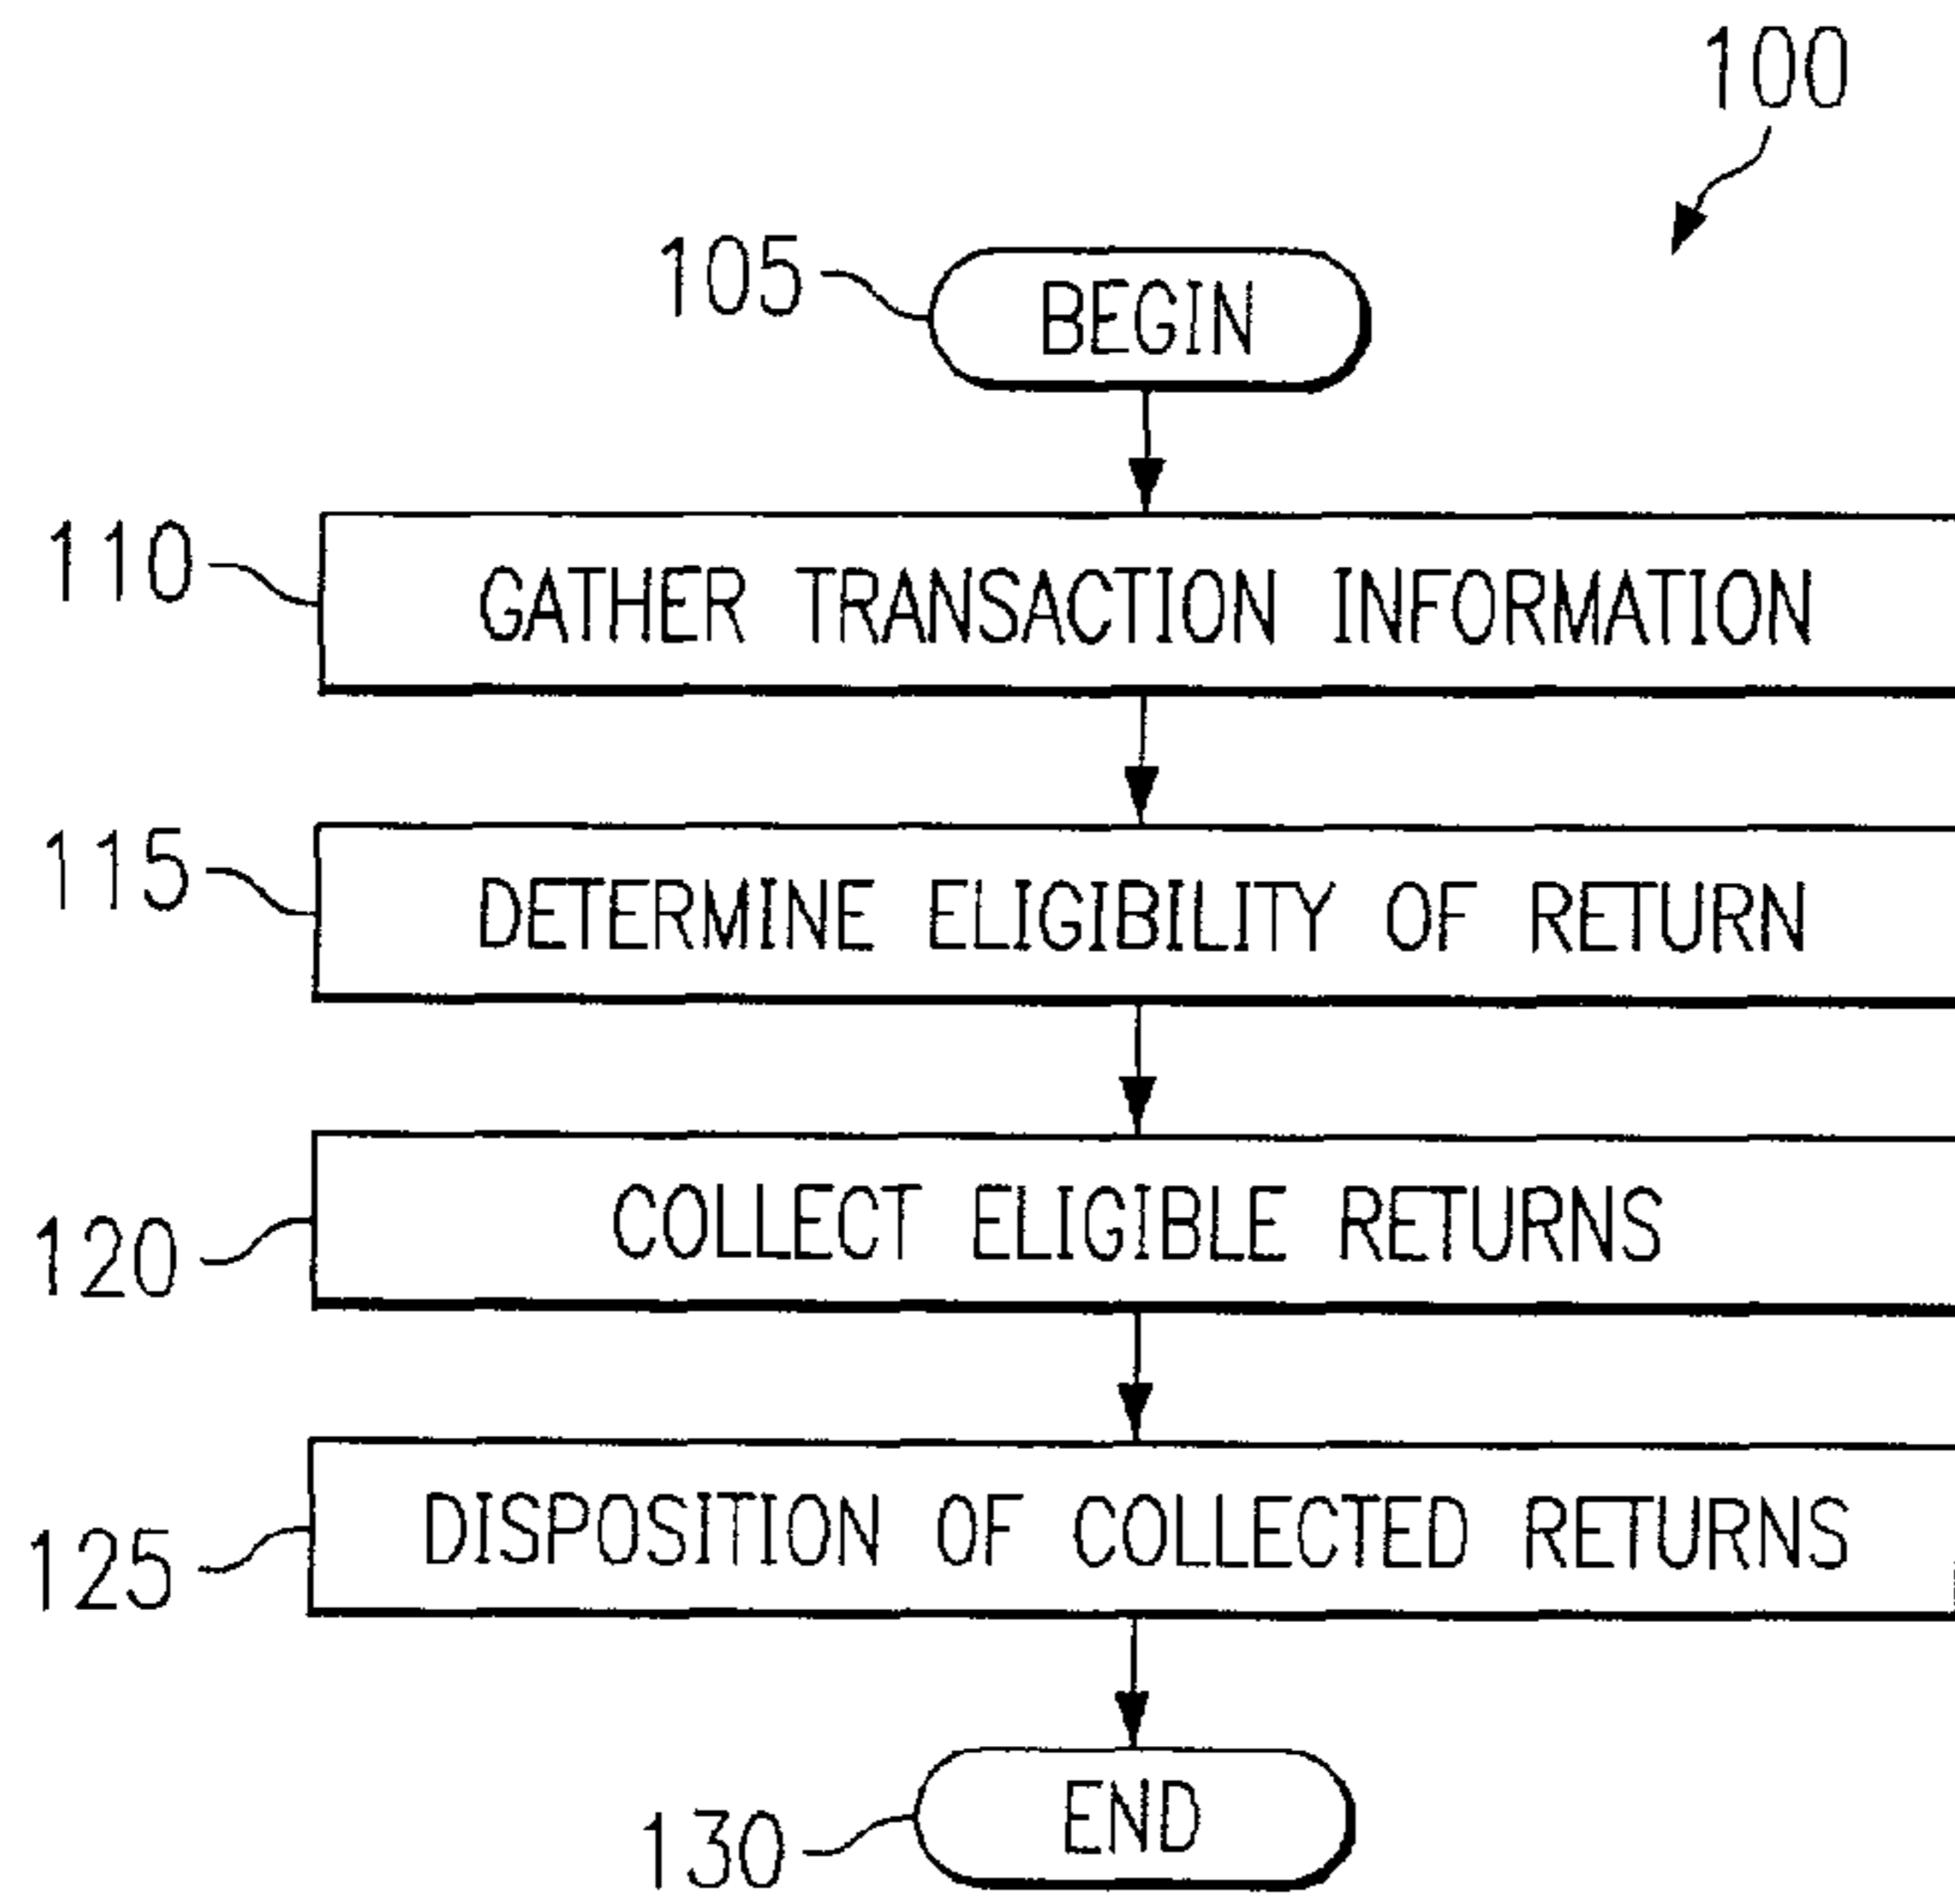 100
105 BEGIN
110 GATHER TRANSACTION INFORMATION
115 DETERMINE ELIGIBILITY OF RETURN
120 COLLECT ELIGIBLE RETURNS
125 DISPOSITION OF COLLECTED RETURNS
130 END